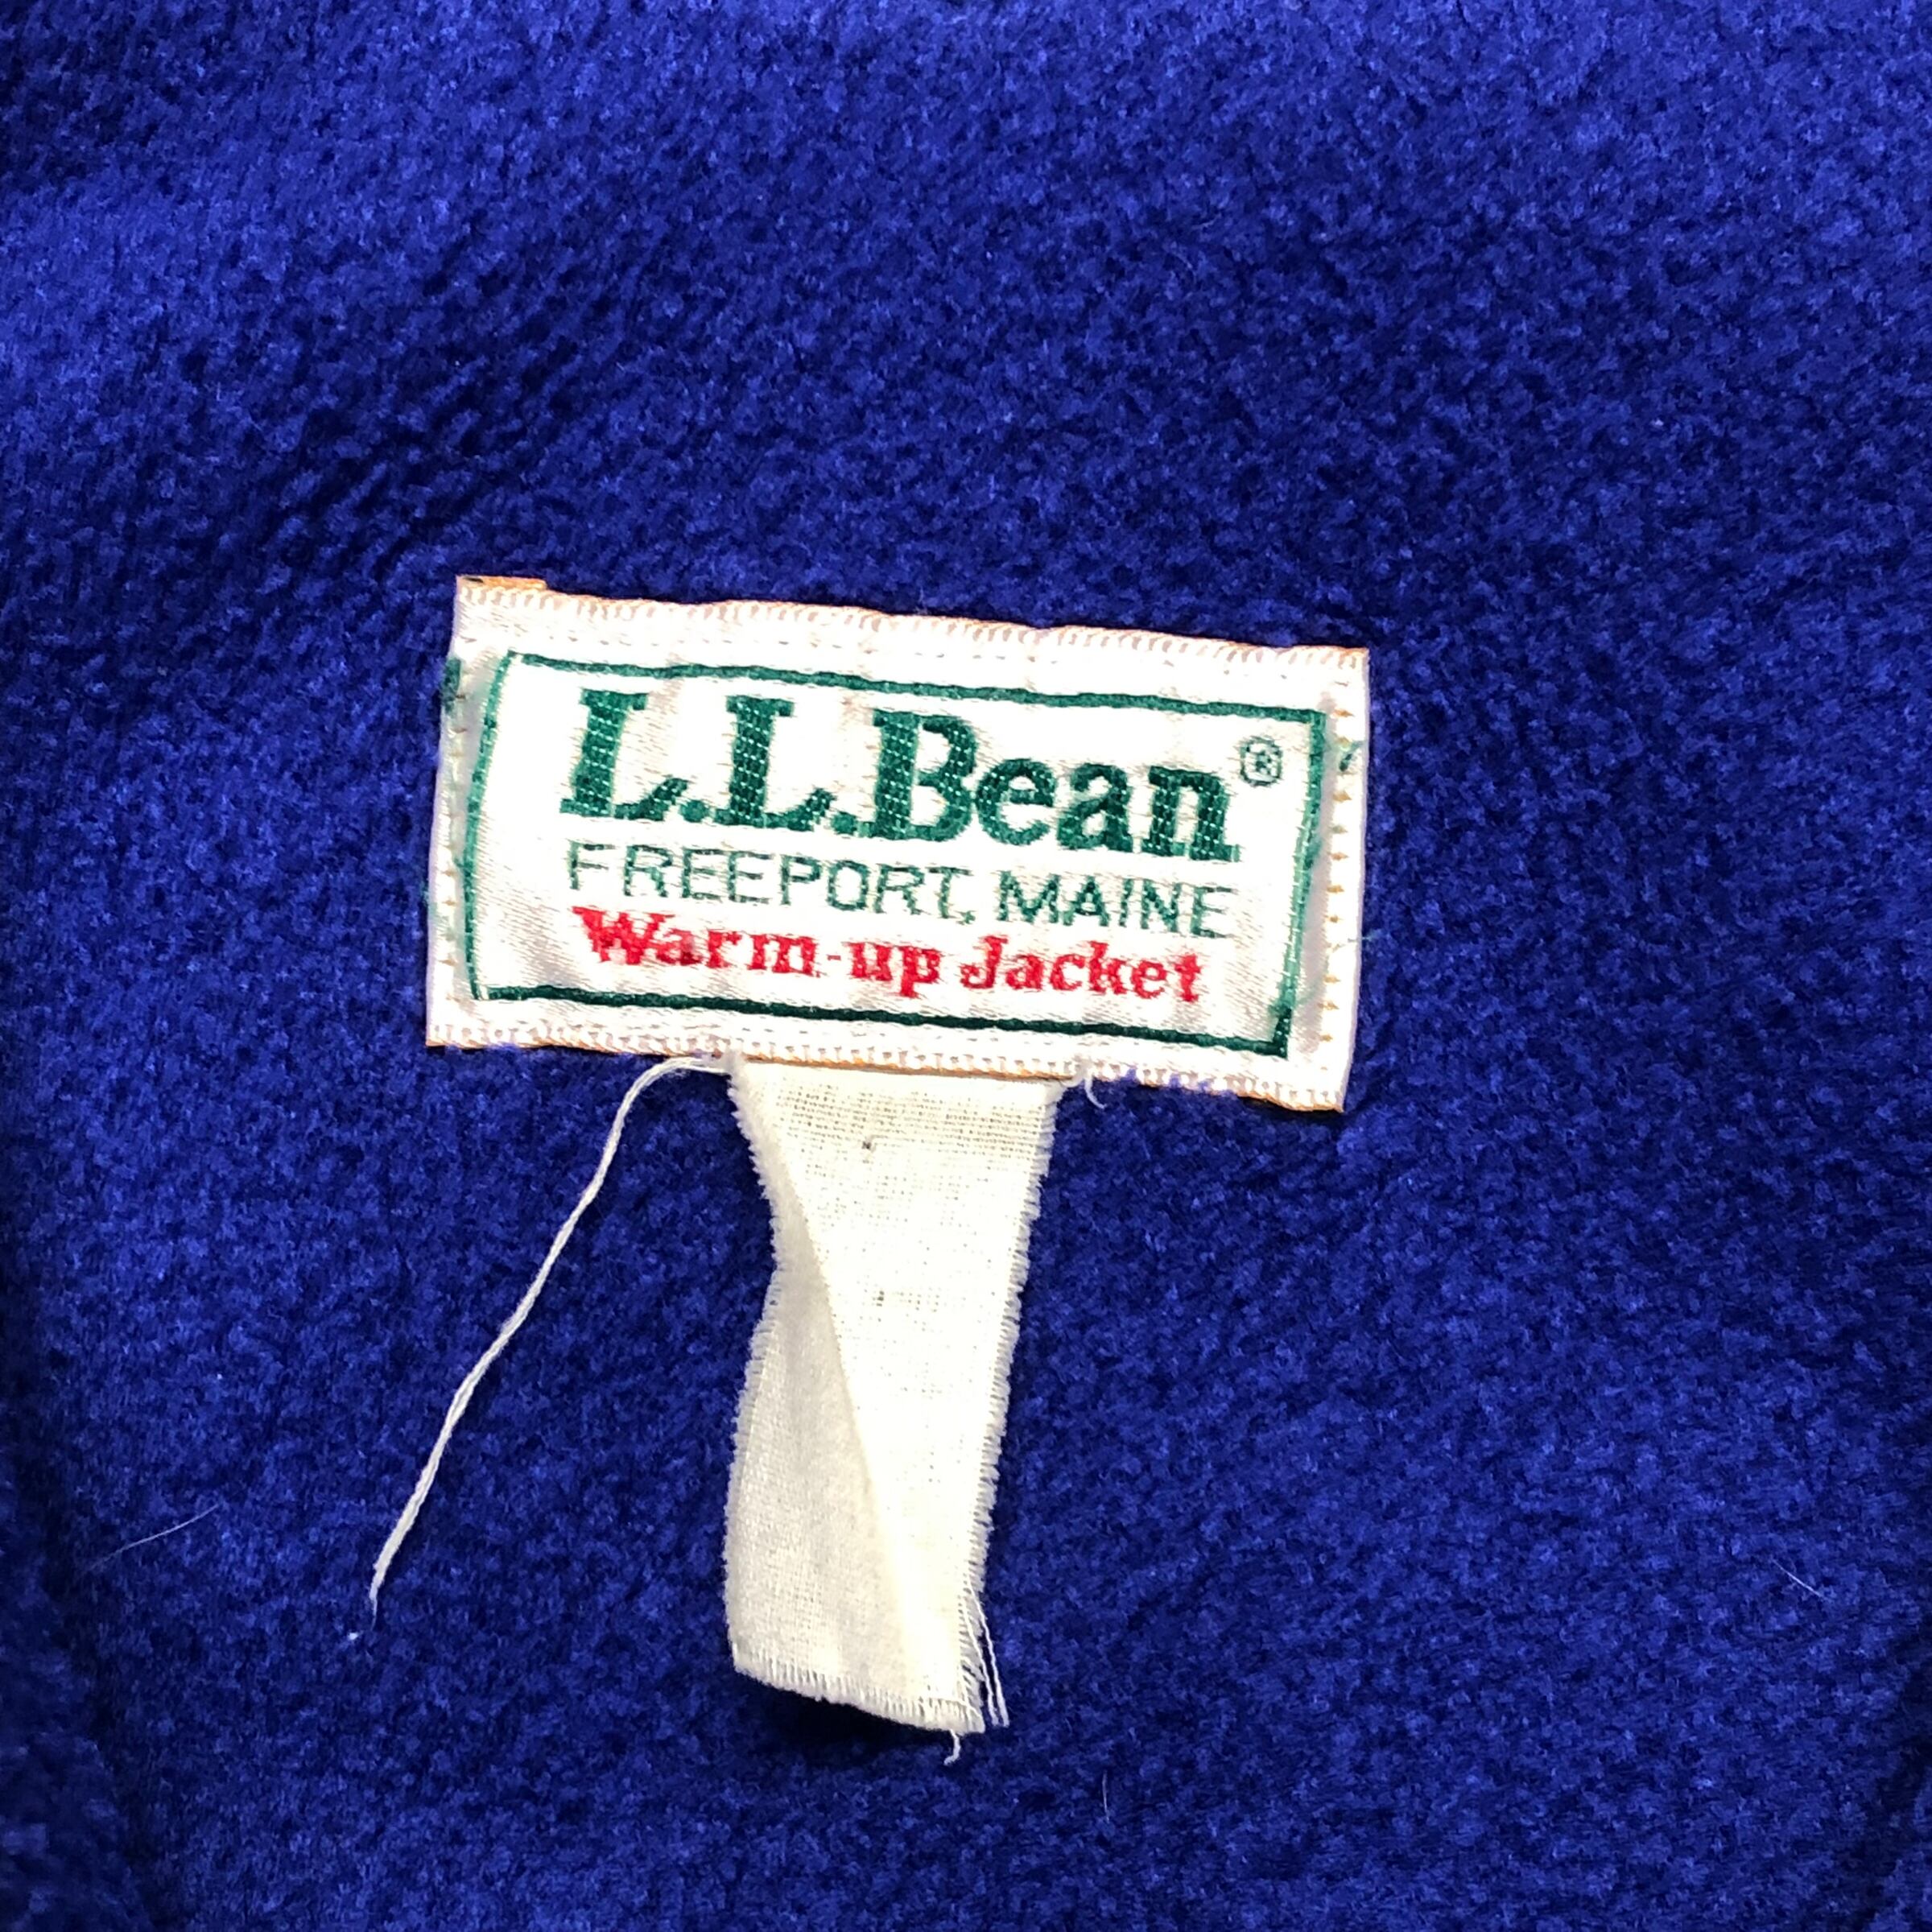 L.L.Bean®
FREEPORT, MAINE
Warm-up Jacket